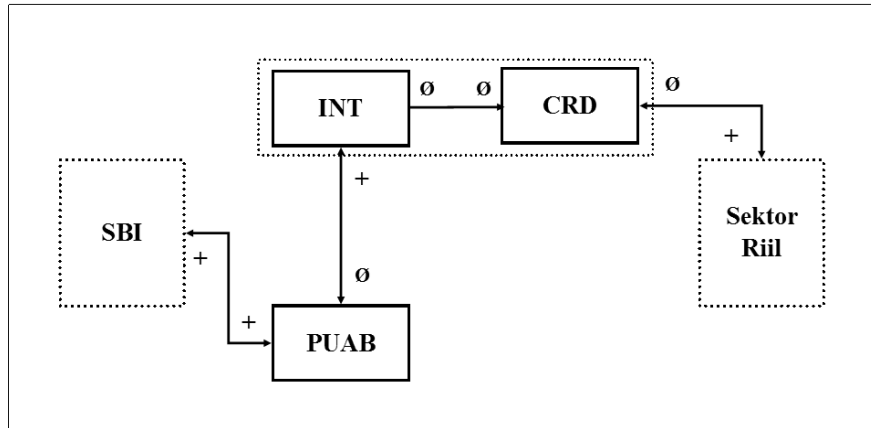 INT
Ø
Ø
CRD
Ø
+
+
SBI
+
Sektor
Riil
Ø
+
PUAB